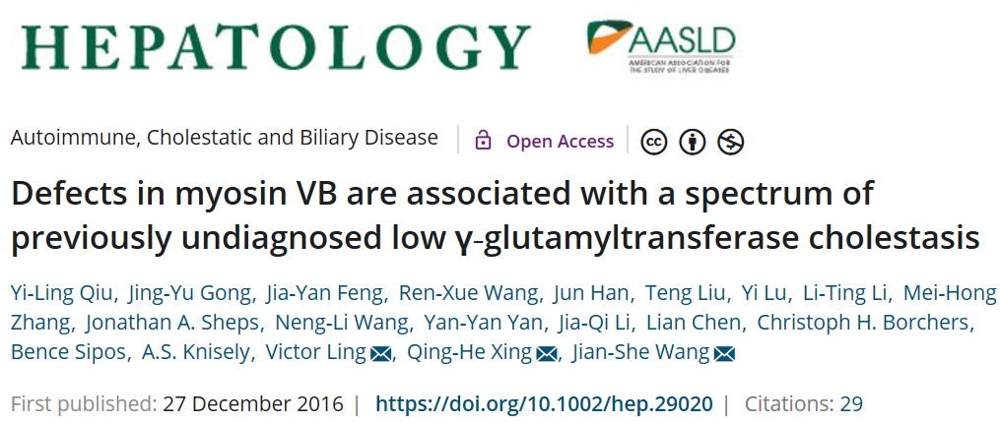 HEPATOLOGY
AASLD
AMERICAN ASSOCIATION FOR
THE STUDY OF LIVER DISEASES
Autoimmune, Cholestatic and Biliary Disease
Open Access
cc
Defects in myosin VB are associated with a spectrum of
previously undiagnosed low γ-glutamyltransferase cholestasis
Yi-Ling Qiu, Jing-Yu Gong, Jia-Yan Feng, Ren-Xue Wang, Jun Han, Teng Liu, Yi Lu, Li-Ting Li, Mei-Hong
Zhang, Jonathan A. Sheps, Neng-Li Wang, Yan-Yan Yan, Jia-Qi Li, Lian Chen, Christoph H. Borchers,
Bence Sipos, A.S. Knisely, Victor Ling, Qing-He Xing, Jian-She Wang
First published: 27 December 2016 | https://doi.org/10.1002/hep.29020 | Citations: 29